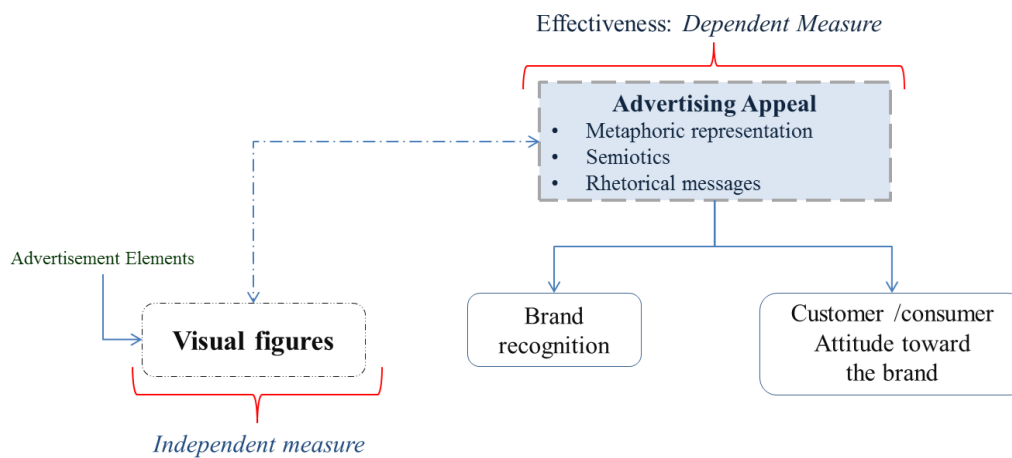 Effectiveness: Dependent Measure
Advertising Appeal
• Metaphoric representation
• Semiotics
• Rhetorical messages
Advertisement Elements
Visual figures
Independent measure
Brand
recognition
Customer /consumer
Attitude toward
the brand